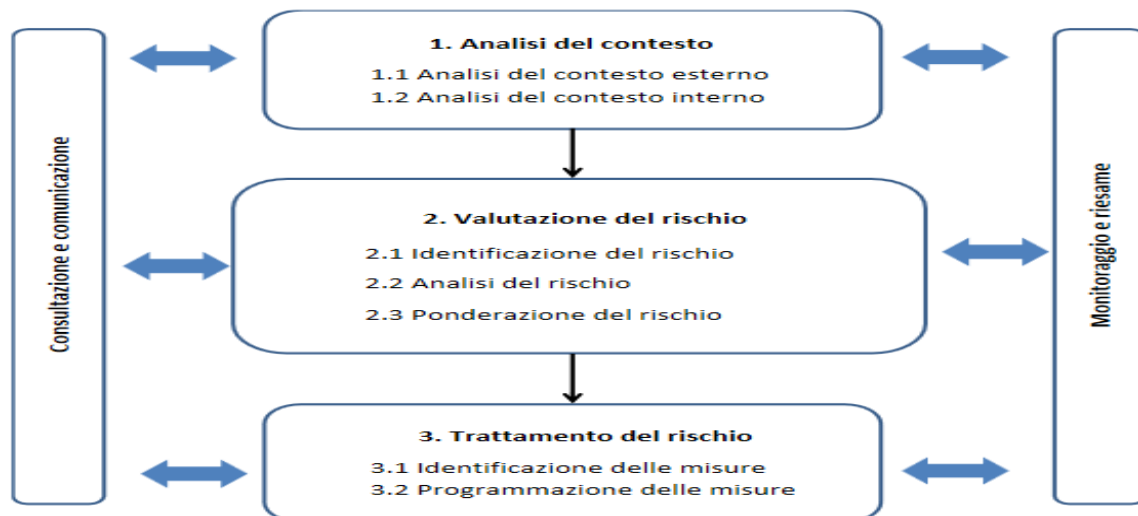 Consultazione e comunicazione
1. Analisi del contesto
1.1 Analisi del contesto esterno
1.2 Analisi del contesto interno
2. Valutazione del rischio
2.1 Identificazione del rischio
2.2 Analisi del rischio
2.3 Ponderazione del rischio
3. Trattamento del rischio
3.1 Identificazione delle misure
3.2 Programmazione delle misure
Monitoraggio e riesame